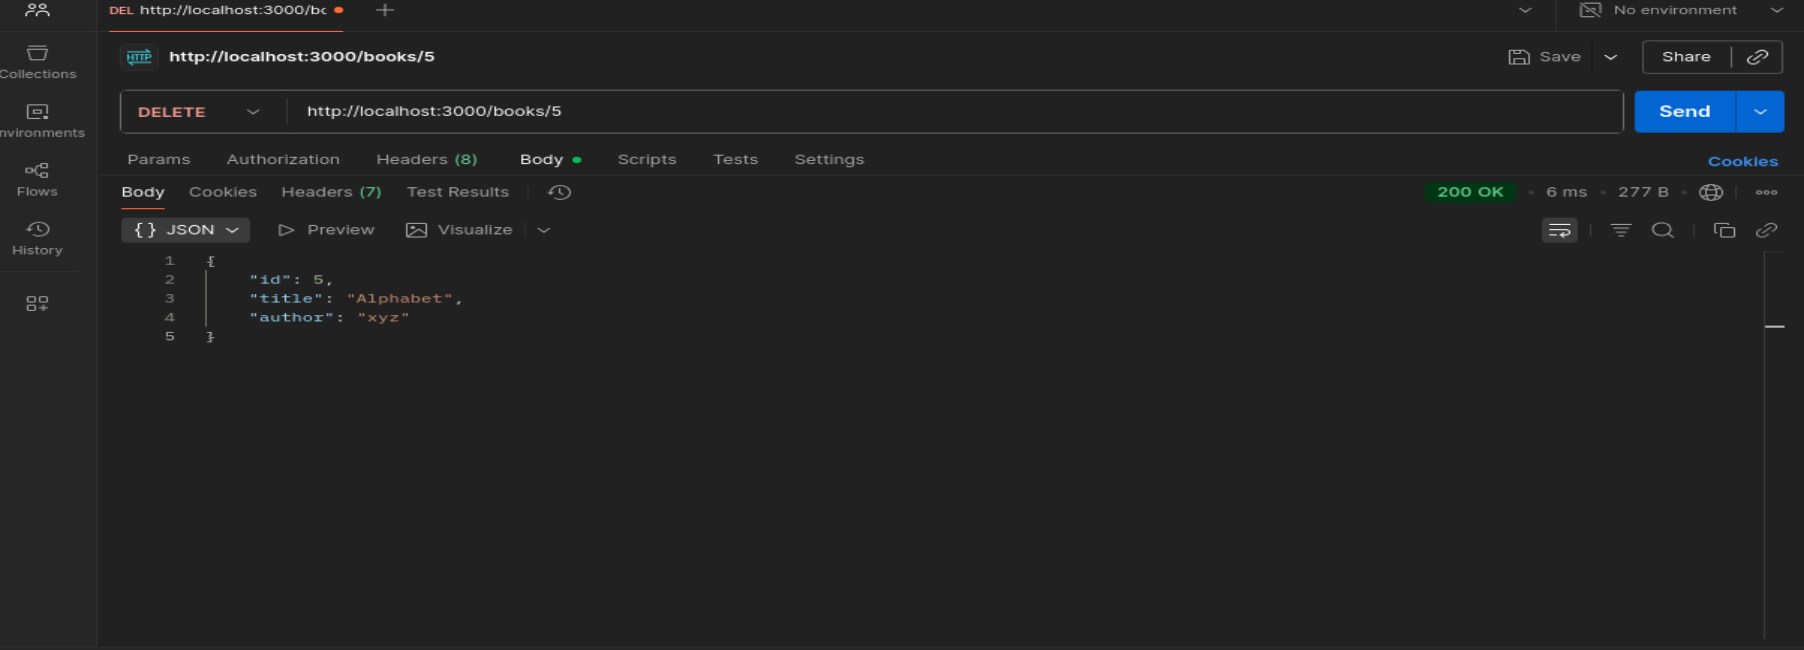 DEL http://localhost:3000/bc
No environment
HTTP http://localhost:3000/books/5
Save
Share
Collections
DELETE http://localhost:3000/books/5
Send
nvironments
Params Authorization Headers (8) Body Scripts Tests Settings
Cookies
Flows
Body Cookies Headers (7) Test Results
200 OK • 6 ms • 277 B
History
{} JSON Preview Visualize
1 {
2 "id": 5,
3 "title": "Alphabet",
4 "author": "xyz"
5 }